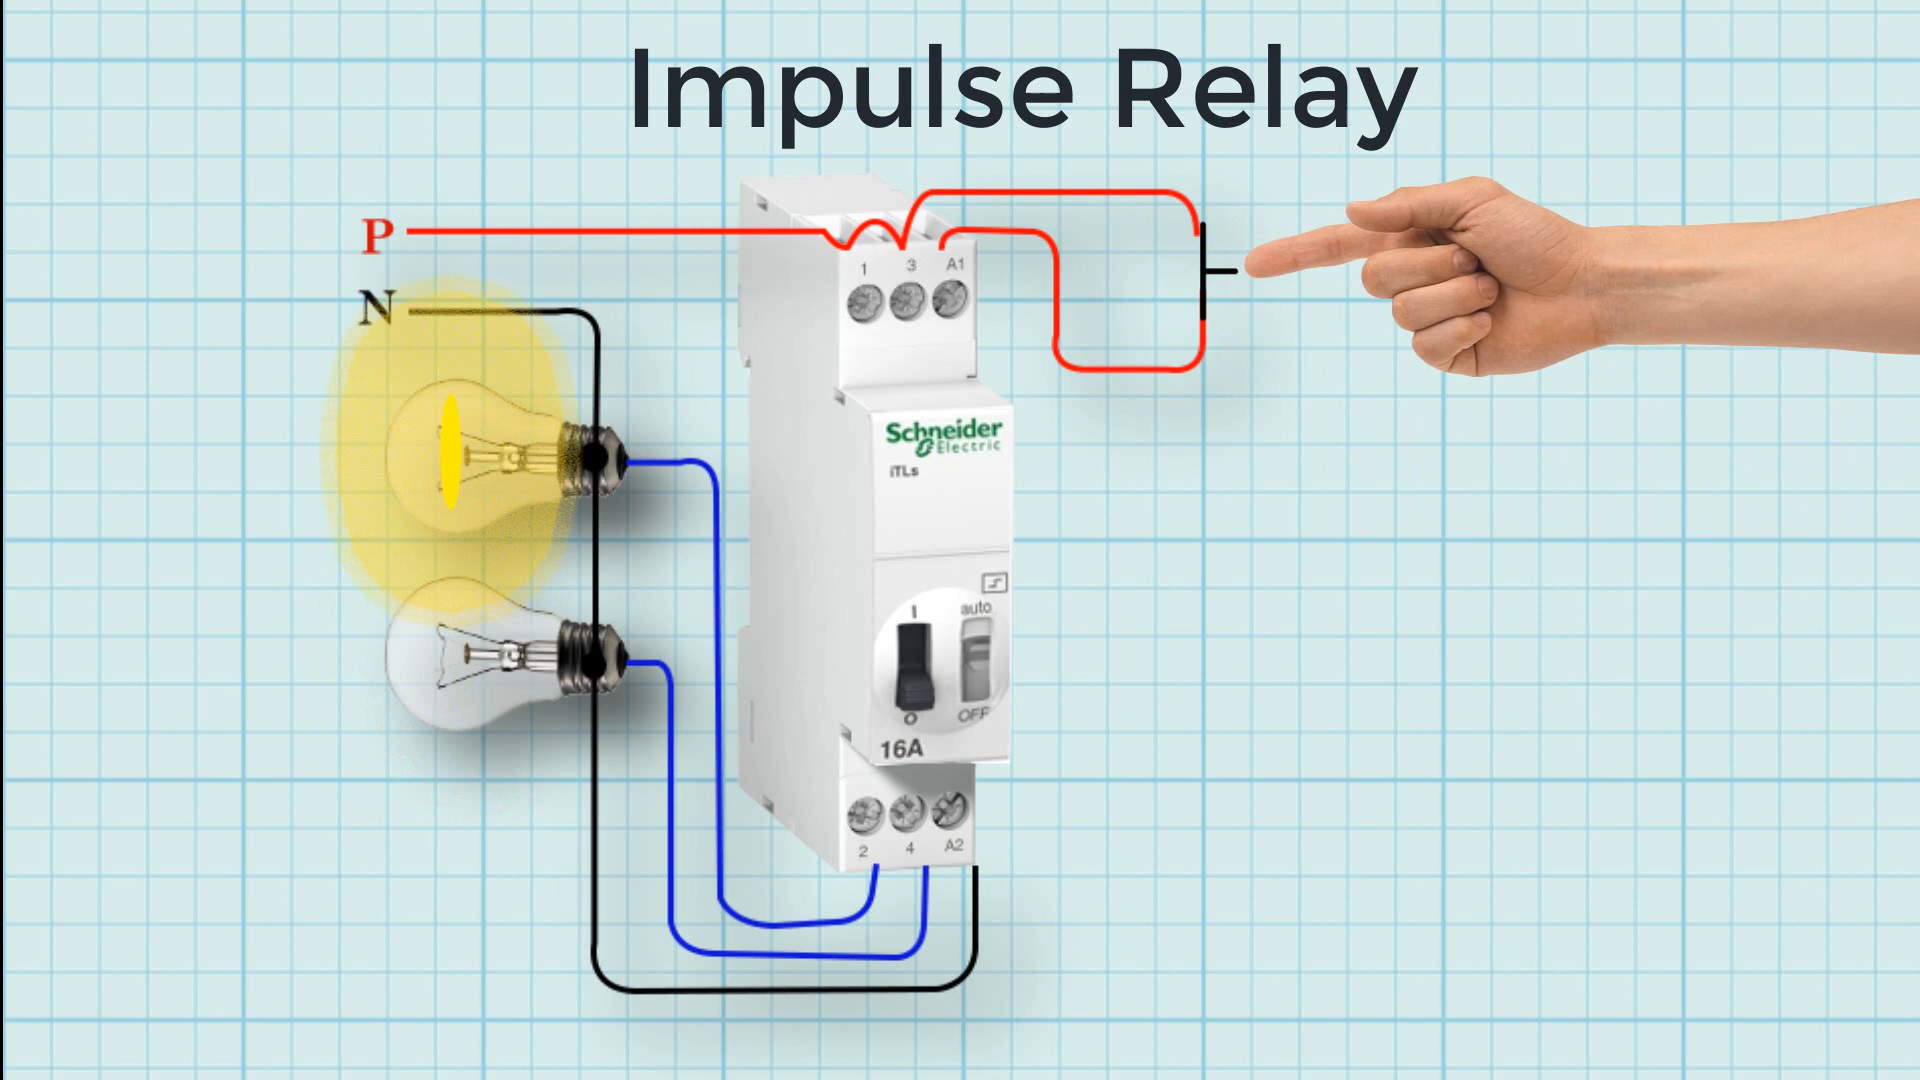 Impulse Relay
P
N
1 3 A1
Schneider
Electric
iTLs
I auto
O OFF
16A
2 4 A2